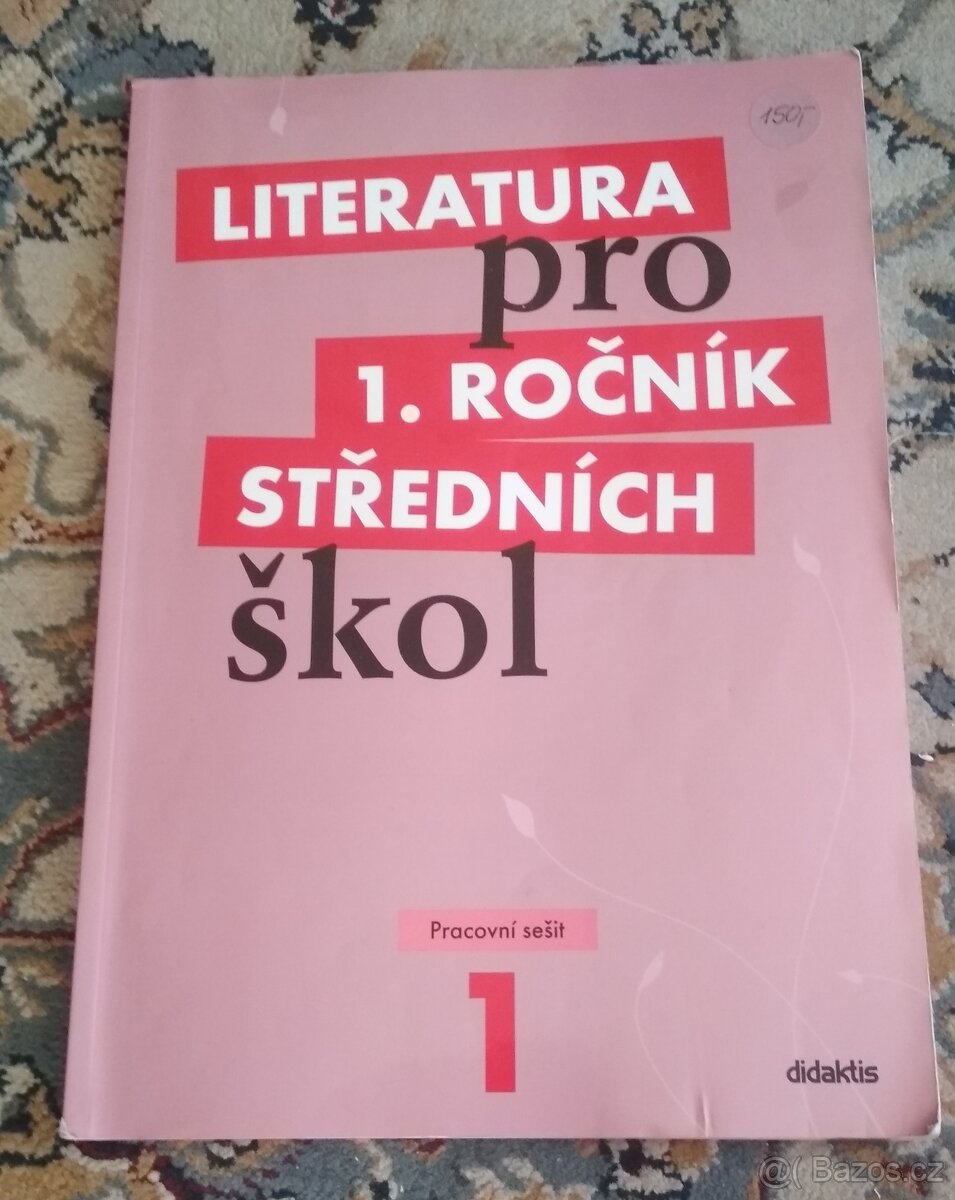 150,-
LITERATURA
pro
1. ROČNÍK
STŘEDNÍCH
škol
Pracovní sešit
1
didaktis
@( Bazos.cz